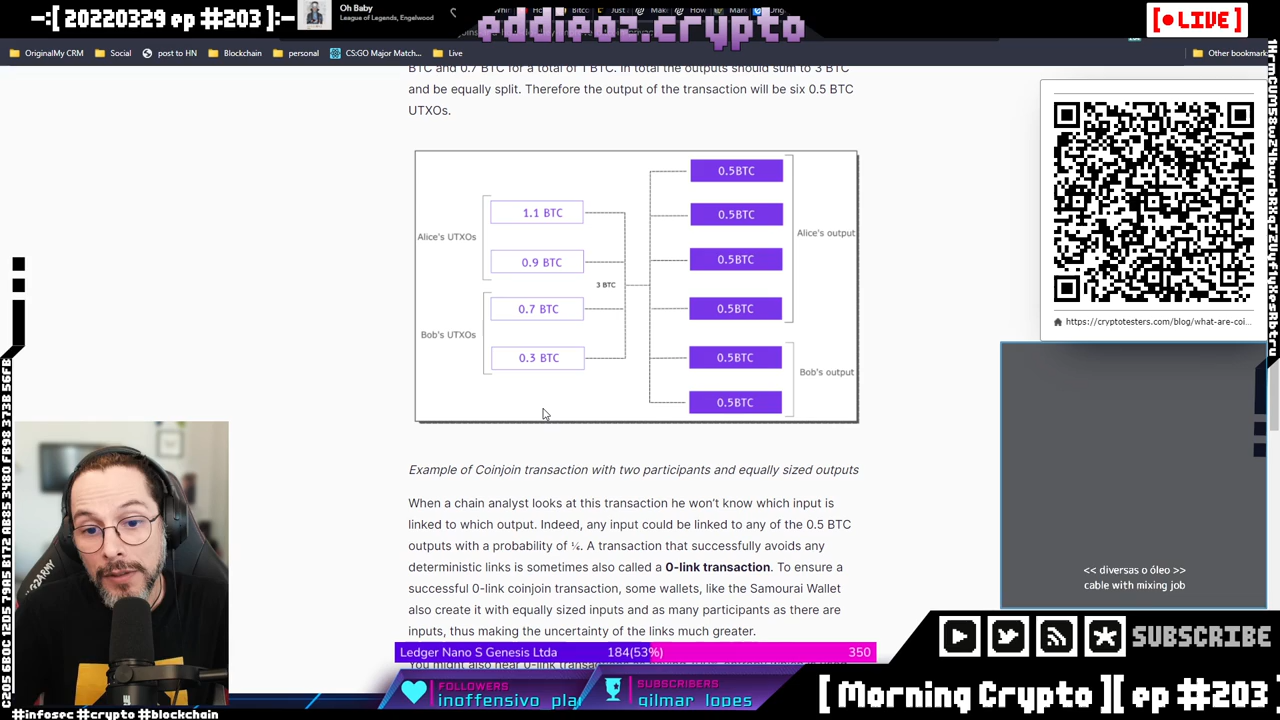 -:[ 20220329 ep #203 ]:-
Oh Baby
League of Legends, Engelwood
eddieoz.crypto
[ LIVE ]
OriginalMy CRM
Social
post to HN
Blockchain
personal
CS:GO Major Match...
Live
Other bookmark
BTC and 0.7 BTC for a total of 1 BTC. In total the outputs should sum to 3 BTC
and be equally split. Therefore the output of the transaction will be six 0.5 BTC
UTXOs.
Alice's UTXOs
1.1 BTC
0.9 BTC
Bob's UTXOs
0.7 BTC
0.3 BTC
3 BTC
0.5BTC
0.5BTC
0.5BTC
0.5BTC
0.5BTC
0.5BTC
Alice's output
Bob's output
https://cryptotesters.com/blog/what-are-coi...
Example of Coinjoin transaction with two participants and equally sized outputs
When a chain analyst looks at this transaction he won't know which input is
linked to which output. Indeed, any input could be linked to any of the 0.5 BTC
outputs with a probability of ¼. A transaction that successfully avoids any
deterministic links is sometimes also called a 0-link transaction. To ensure a
successful 0-link coinjoin transaction, some wallets, like the Samourai Wallet
also create it with equally sized inputs and as many participants as there are
inputs, thus making the uncertainty of the links much greater.
<< diversas o óleo >>
cable with mixing job
Ledger Nano S Genesis Ltda 184(53%) 350
FOLLOWERS
inoffensivo pla
SUBSCRIBERS
gilmar lopes
SUBSCRIBE
[ Morning Crypto ][ ep #203 ]
#infosec #crypto #blockchain